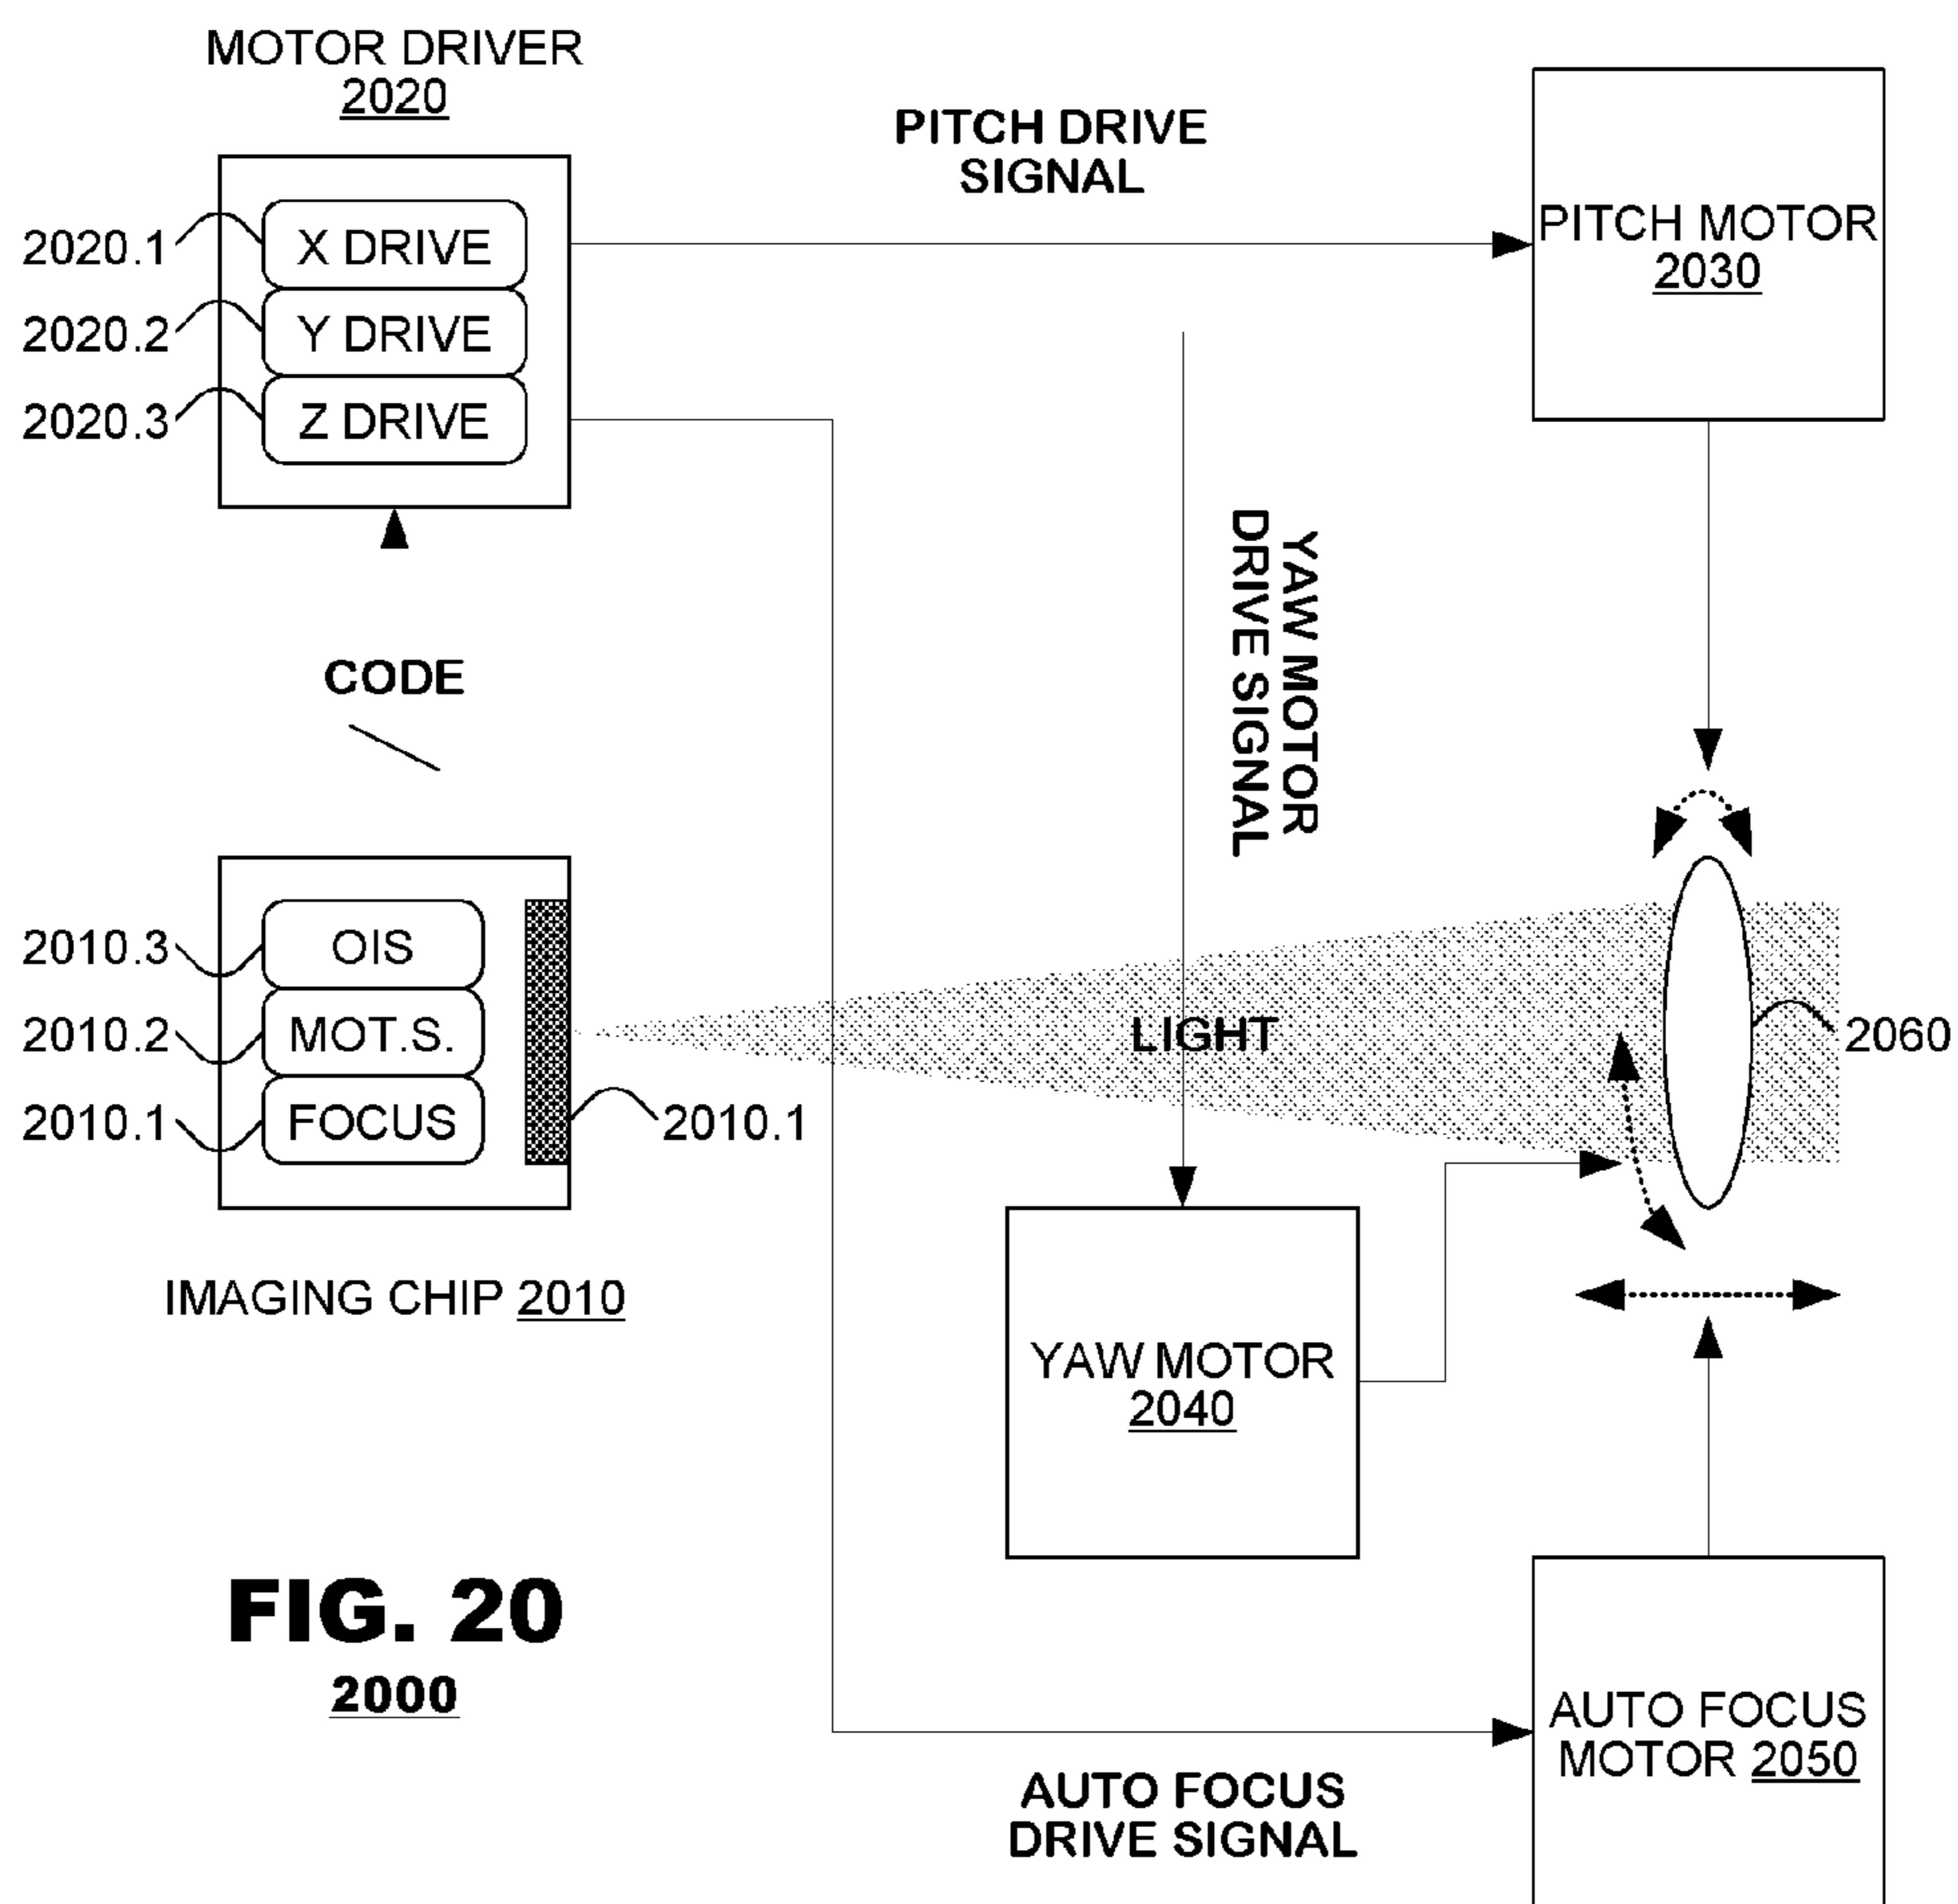 MOTOR DRIVER
2020
PITCH DRIVE
SIGNAL
2020.1
X DRIVE
2020.2
Y DRIVE
2020.3
Z DRIVE
PITCH MOTOR
2030
YAW MOTOR
DRIVE SIGNAL
CODE
2010.3
OIS
2010.2
MOT.S.
2010.1
FOCUS
2010.1
LIGHT
2060
IMAGING CHIP 2010
YAW MOTOR
2040
FIG. 20
2000
AUTO FOCUS
MOTOR 2050
AUTO FOCUS
DRIVE SIGNAL